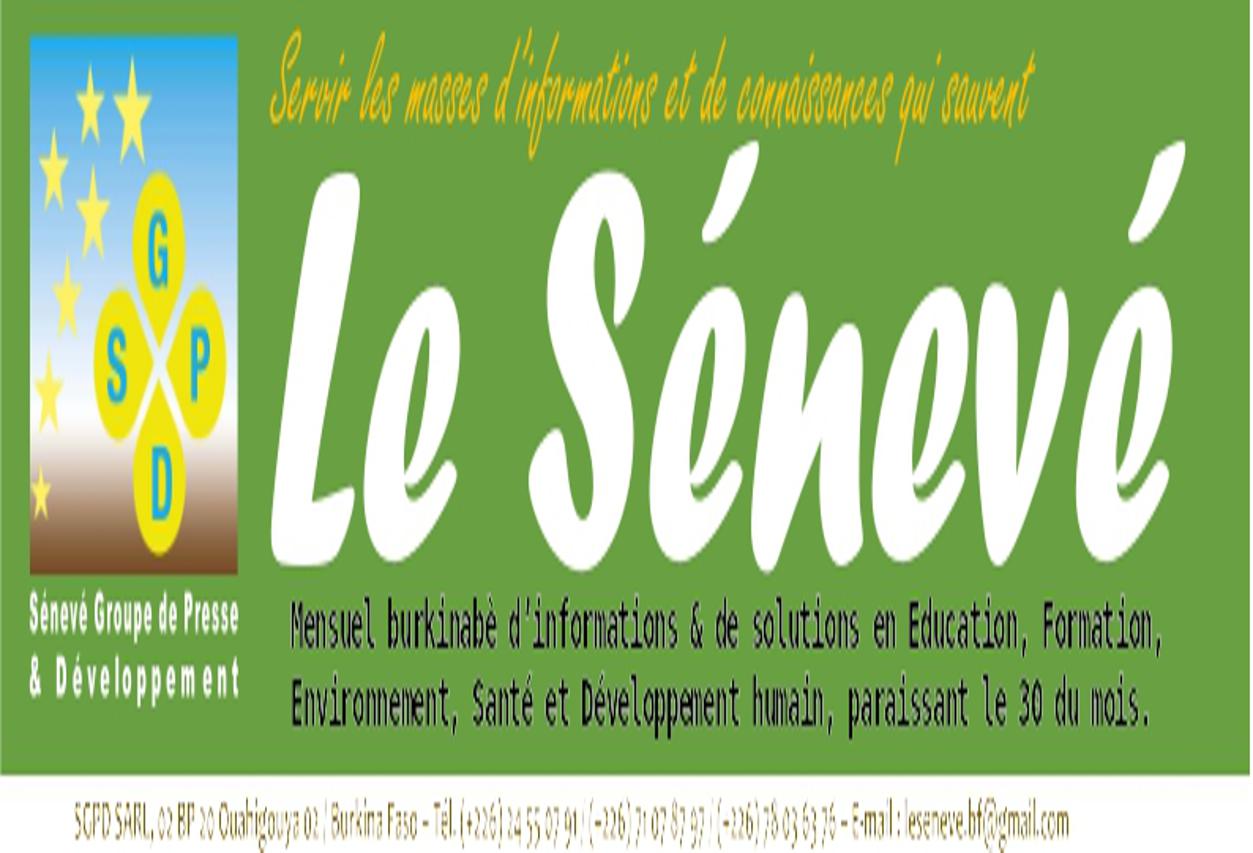 Servir les masses d'informations et de connaissances qui sauvent
Le Sénevé
G
S P
D
Sénevé Groupe de Presse
& Développement
Mensuel burkinabè d'informations & de solutions en Education, Formation,
Environnement, Santé et Développement humain, paraissant le 30 du mois.
SGPD SARL, 02 BP 20 Ouahigouya 02 / Burkina Faso – Tél. (+226) 24 55 07 91 / (+226) 71 07 87 97 / (+226) 78 03 63 76 – E-mail : leseneve.bf@gmail.com